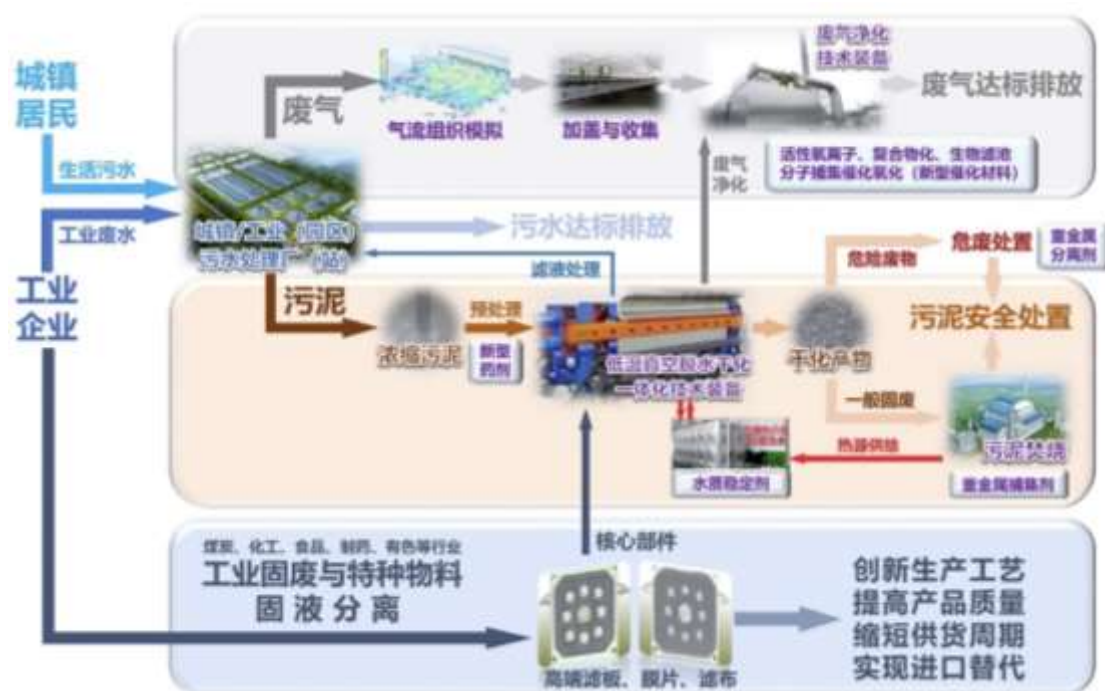 城镇
居民
生活污水
工业废水
工业
企业
废气
气流组织模拟
加盖与收集
废气净化
技术装备
废气达标排放
活性氧离子、复合物化、生物滤池
分子捕集催化氧化（新型催化材料）
废气
净化
城镇/工业（园区）
污水处理厂（站）
污水达标排放
滤液处理
污泥
浓缩污泥
预处理
新型
药剂
低温真空脱水干化
一体化技术装备
干化产物
危险废物
危废处置
重金属
分离剂
污泥安全处置
一般固废
污泥焚烧
重金属捕集剂
热源供给
水质稳定剂
煤炭、化工、食品、制药、有色等行业
工业固废与特种物料
固液分离
核心部件
高端滤板、膜片、滤布
创新生产工艺
提高产品质量
缩短供货周期
实现进口替代